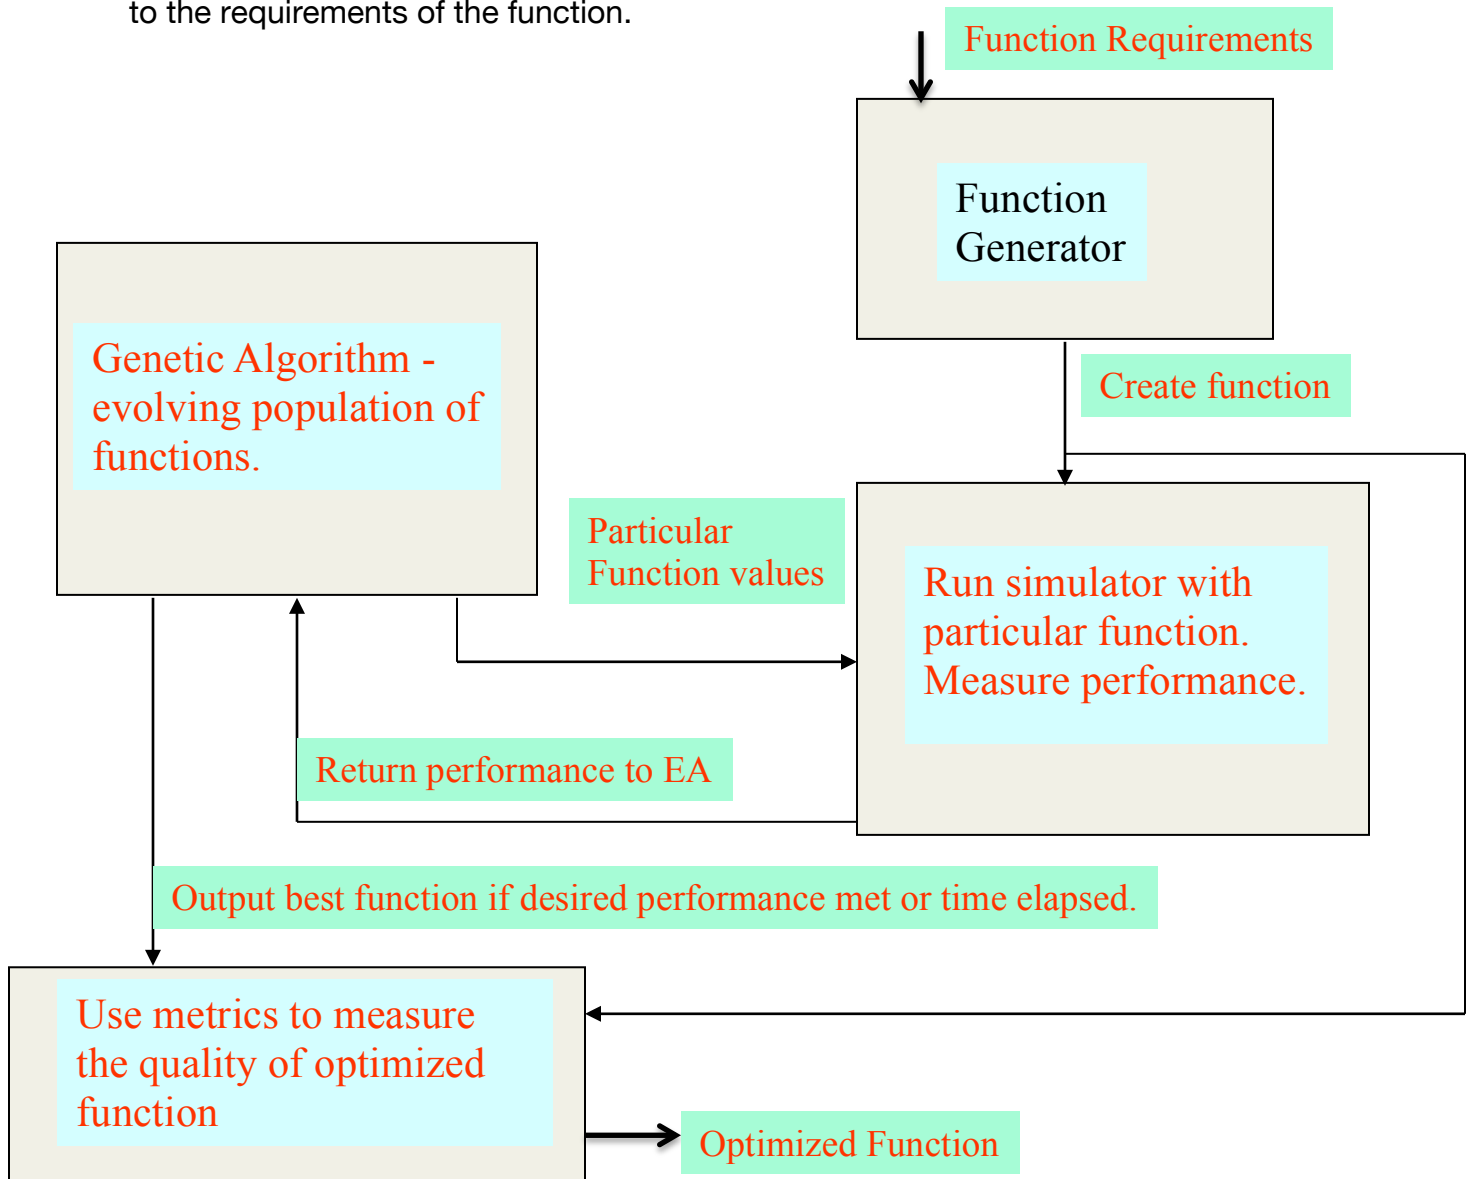 to the requirements of the function.
Function Requirements
Function
Generator
Genetic Algorithm -
evolving population of
functions.
Create function
Particular
Function values
Run simulator with
particular function.
Measure performance.
Return performance to EA
Output best function if desired performance met or time elapsed.
Use metrics to measure
the quality of optimized
function
Optimized Function